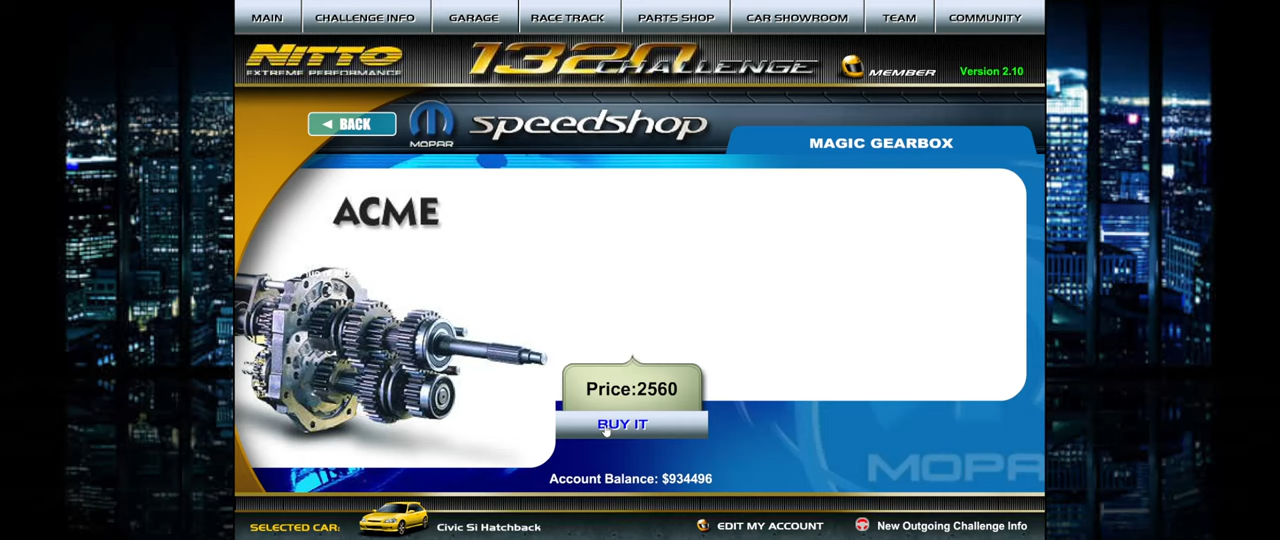 MAIN CHALLENGE INFO GARAGE RACE TRACK PARTS SHOP CAR SHOWROOM TEAM COMMUNITY
NITTO
EXTREME PERFORMANCE
1320 CHALLENGE
MEMBER
Version 2.10
◄ BACK
MOPAR
speedshop
MAGIC GEARBOX
ACME
Price:2560
BUY IT
MOPA
Account Balance: $934496
SELECTED CAR:
Civic Si Hatchback
EDIT MY ACCOUNT
New Outgoing Challenge Info